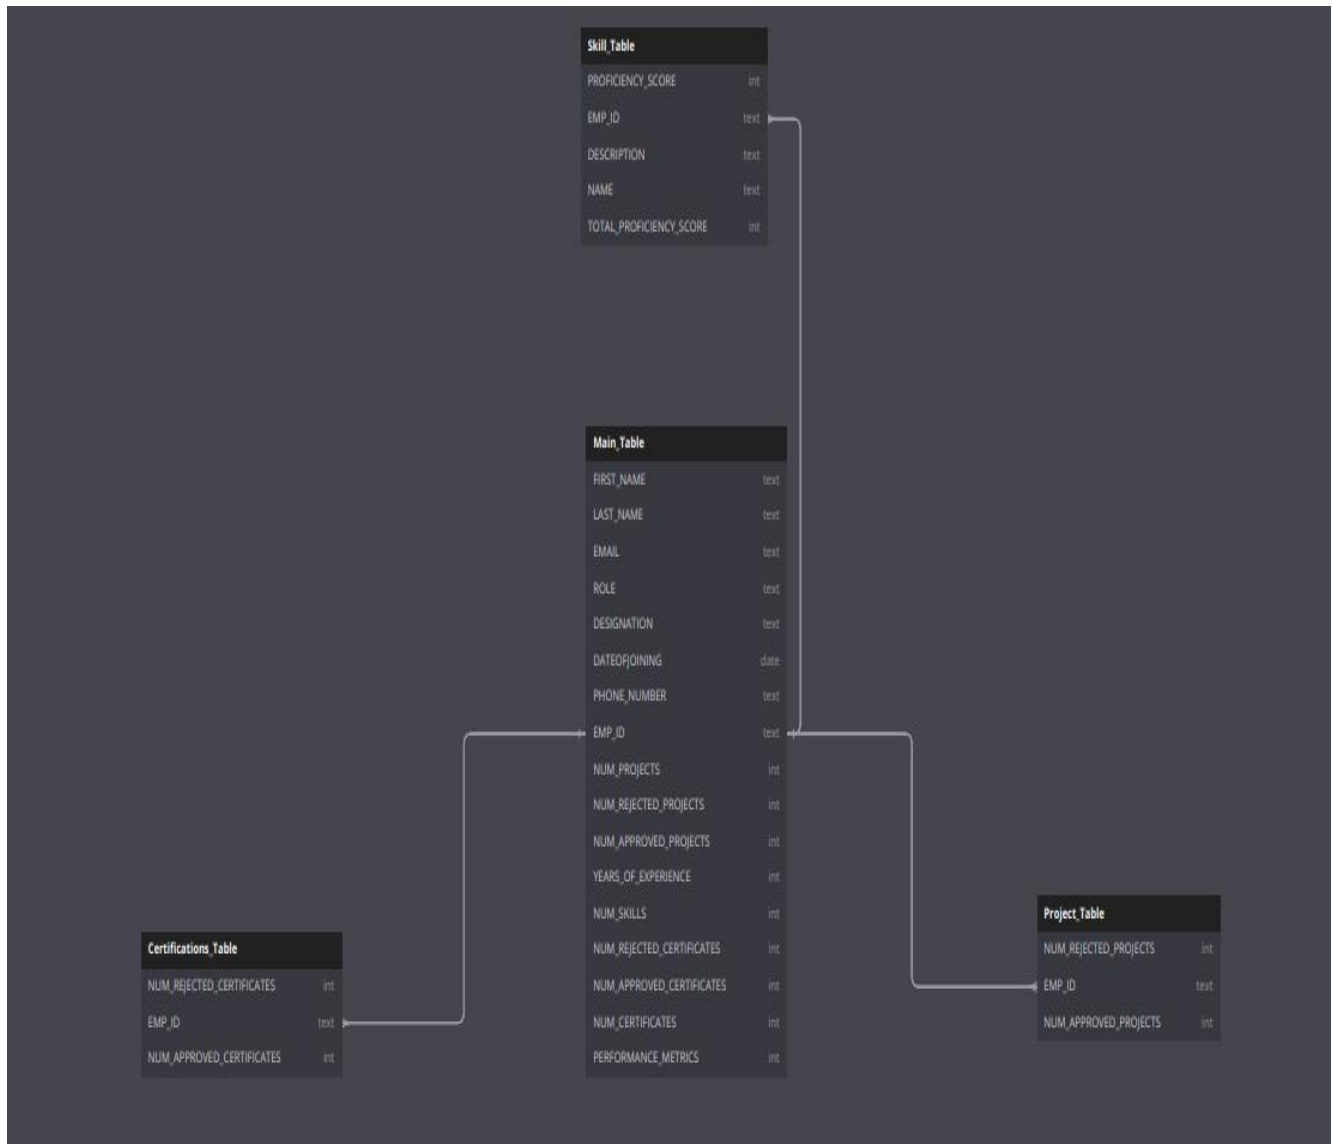 Skill_Table
PROFICIENCY_SCORE int
EMP_ID text
DESCRIPTION text
NAME text
TOTAL_PROFICIENCY_SCORE int
Main_Table
FIRST_NAME text
LAST_NAME text
EMAIL text
ROLE text
DESIGNATION text
DATEOFJOINING date
PHONE_NUMBER text
EMP_ID text
NUM_PROJECTS int
NUM_REJECTED_PROJECTS int
NUM_APPROVED_PROJECTS int
YEARS_OF_EXPERIENCE int
NUM_SKILLS int
NUM_REJECTED_CERTIFICATES int
NUM_APPROVED_CERTIFICATES int
NUM_CERTIFICATES int
PERFORMANCE_METRICS int
Certifications_Table
NUM_REJECTED_CERTIFICATES int
EMP_ID text
NUM_APPROVED_CERTIFICATES int
Project_Table
NUM_REJECTED_PROJECTS int
EMP_ID text
NUM_APPROVED_PROJECTS int